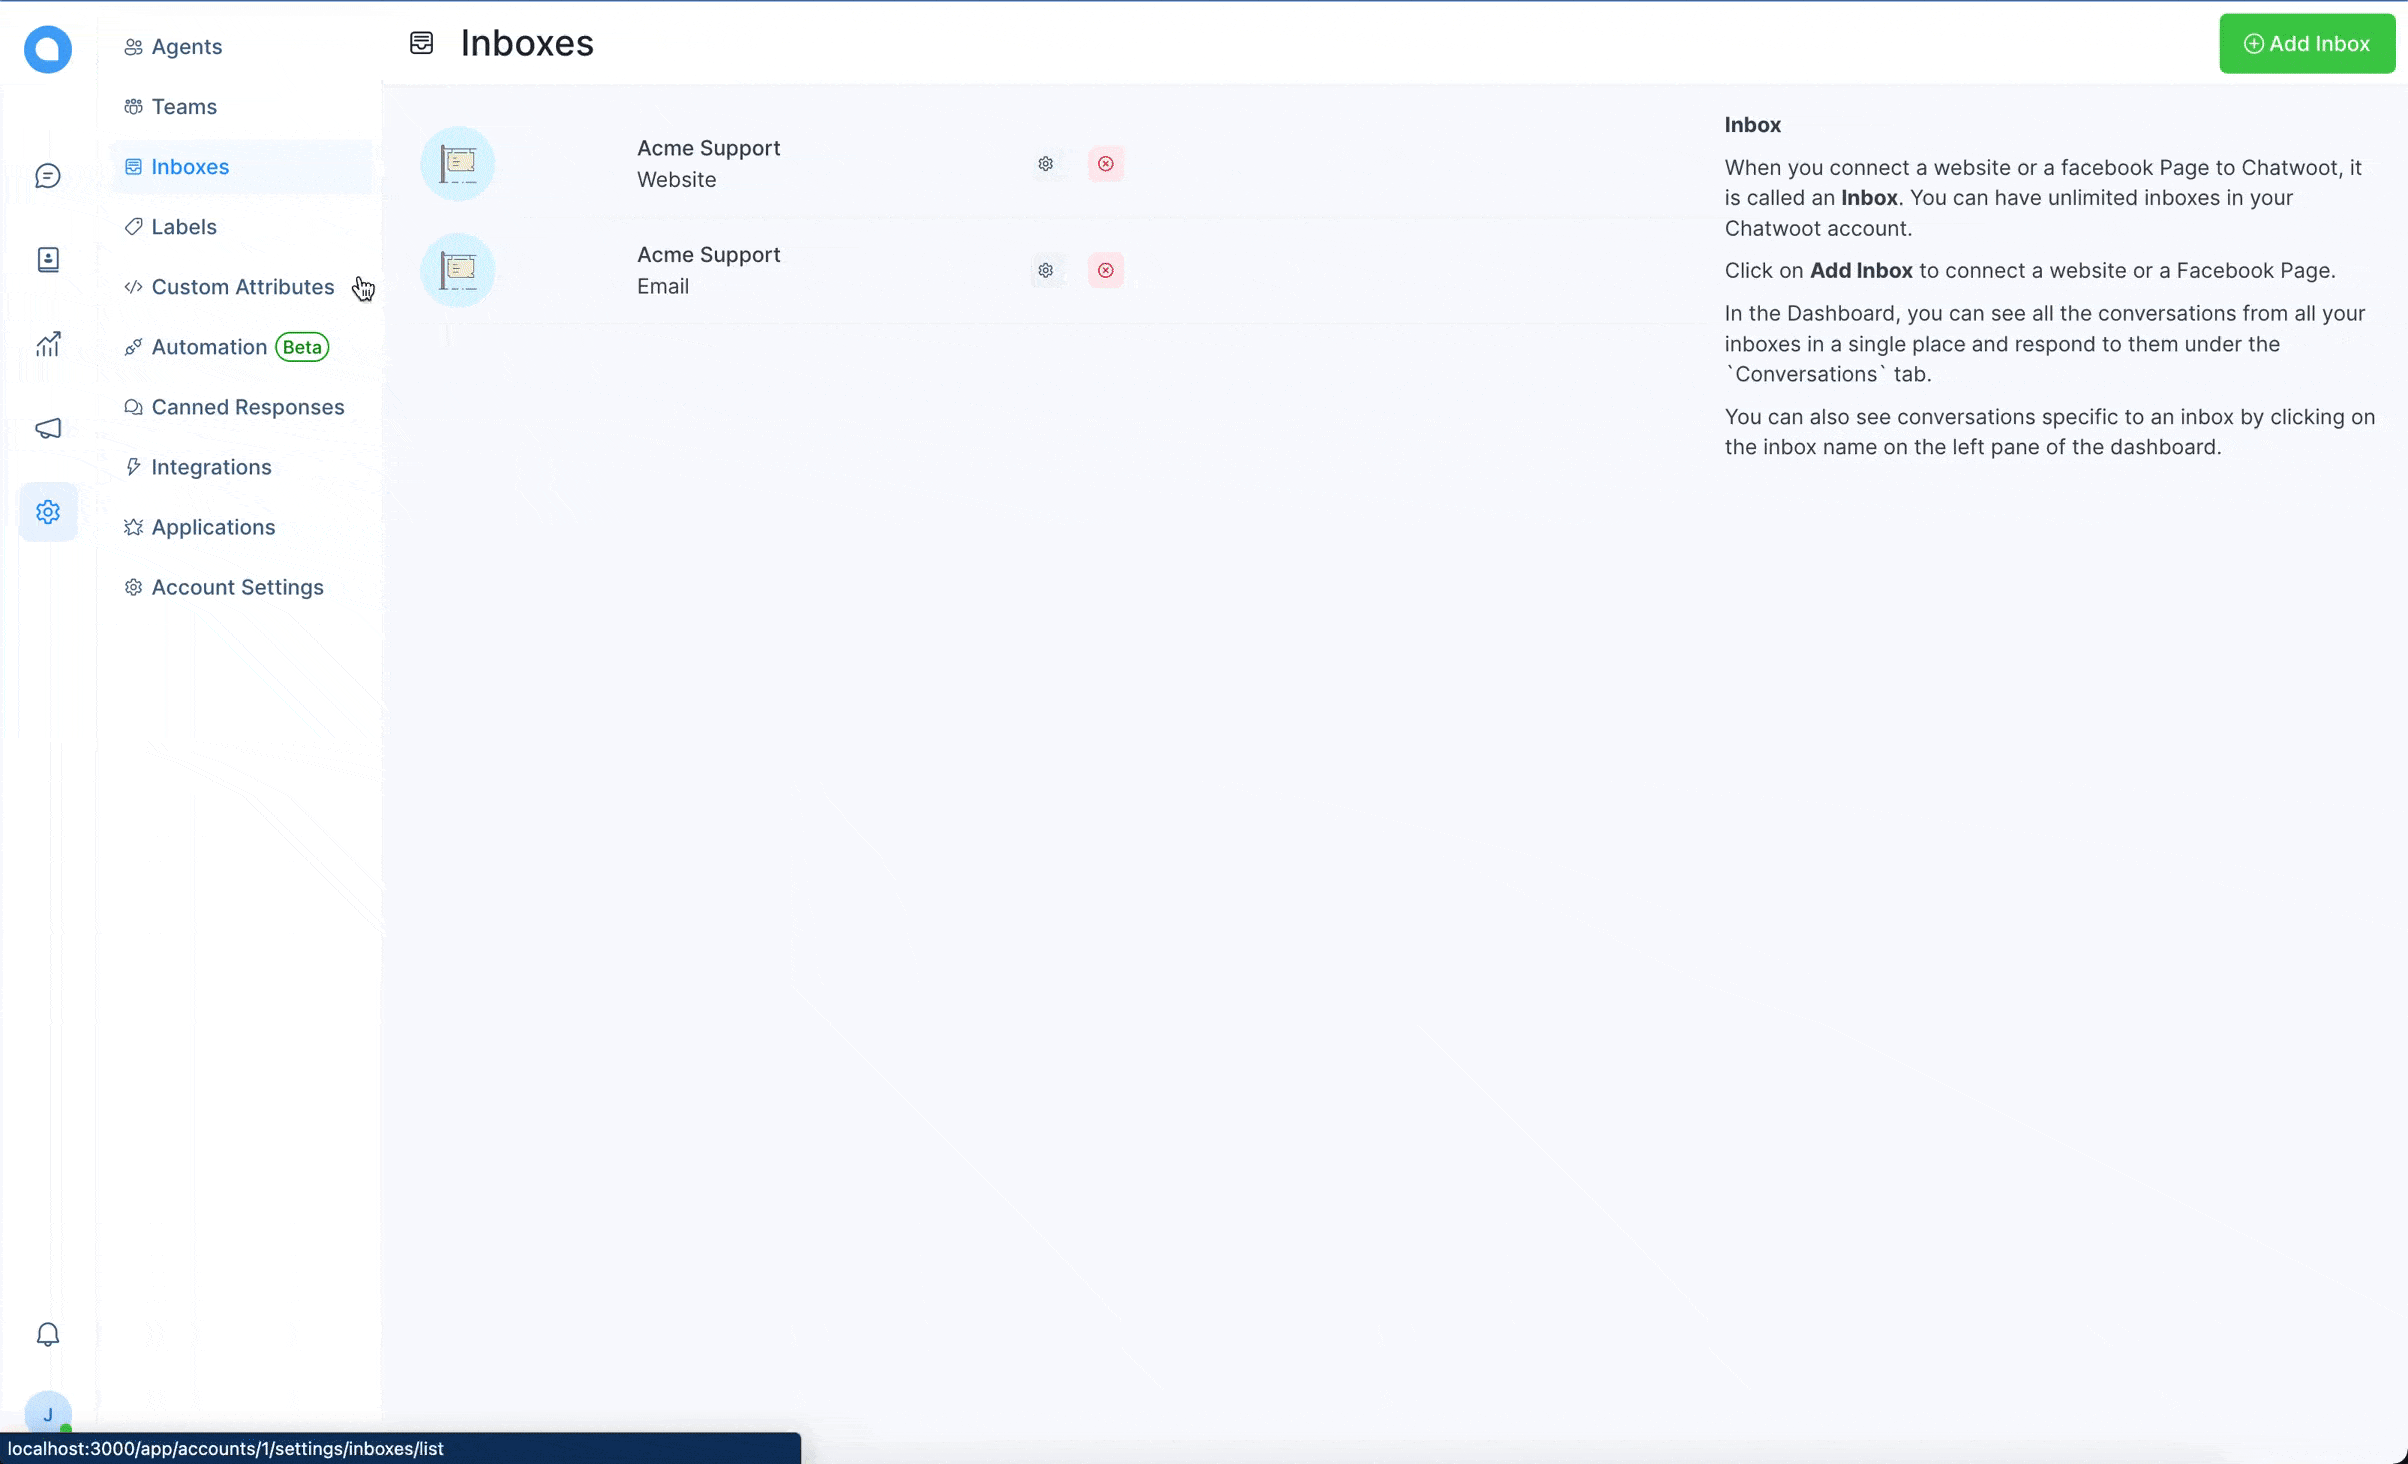 Agents
Teams
Inboxes
Labels
Custom Attributes
Automation Beta
Canned Responses
Integrations
Applications
Account Settings
J
Inboxes
Add Inbox
Acme Support
Website
Acme Support
Email
Inbox
When you connect a website or a facebook Page to Chatwoot, it
is called an Inbox. You can have unlimited inboxes in your
Chatwoot account.
Click on Add Inbox to connect a website or a Facebook Page.
In the Dashboard, you can see all the conversations from all your
inboxes in a single place and respond to them under the
`Conversations` tab.
You can also see conversations specific to an inbox by clicking on
the inbox name on the left pane of the dashboard.
localhost:3000/app/accounts/1/settings/inboxes/list